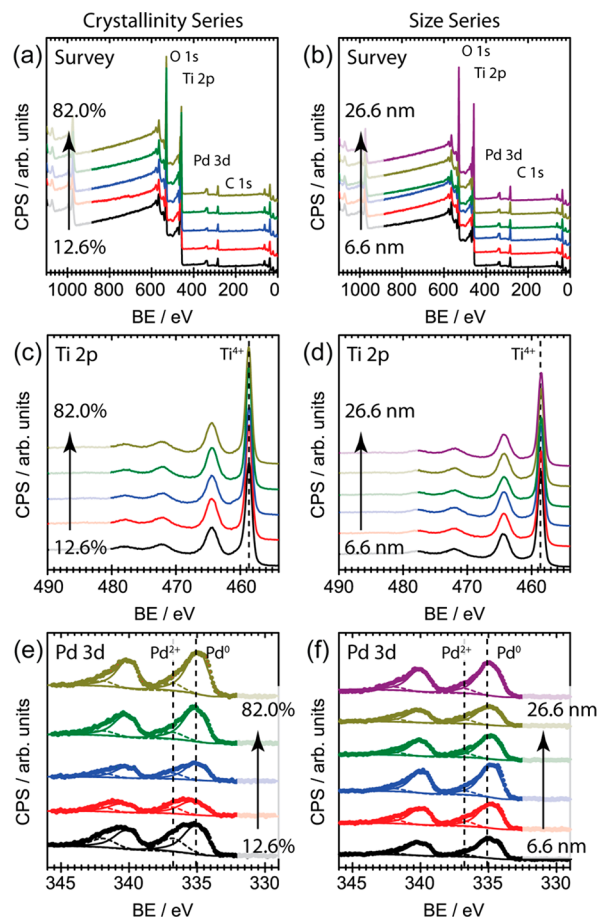 Crystallinity Series
Size Series
(a) Survey
O 1s
Ti 2p
82.0%
Pd 3d
C 1s
12.6%
CPS / arb. units
1000 800 600 400 200 0
BE / eV
(b) Survey
O 1s
Ti 2p
26.6 nm
Pd 3d
C 1s
6.6 nm
CPS / arb. units
1000 800 600 400 200 0
BE / eV
(c) Ti 2p
Ti4+
82.0%
12.6%
CPS / arb. units
490 480 470 460
BE / eV
(d) Ti 2p
Ti4+
26.6 nm
6.6 nm
CPS / arb. units
490 480 470 460
BE / eV
(e) Pd 3d
Pd2+
Pd0
82.0%
12.6%
CPS / arb. units
345 340 335 330
BE / eV
(f) Pd 3d
Pd2+
Pd0
26.6 nm
6.6 nm
CPS / arb. units
345 340 335 330
BE / eV